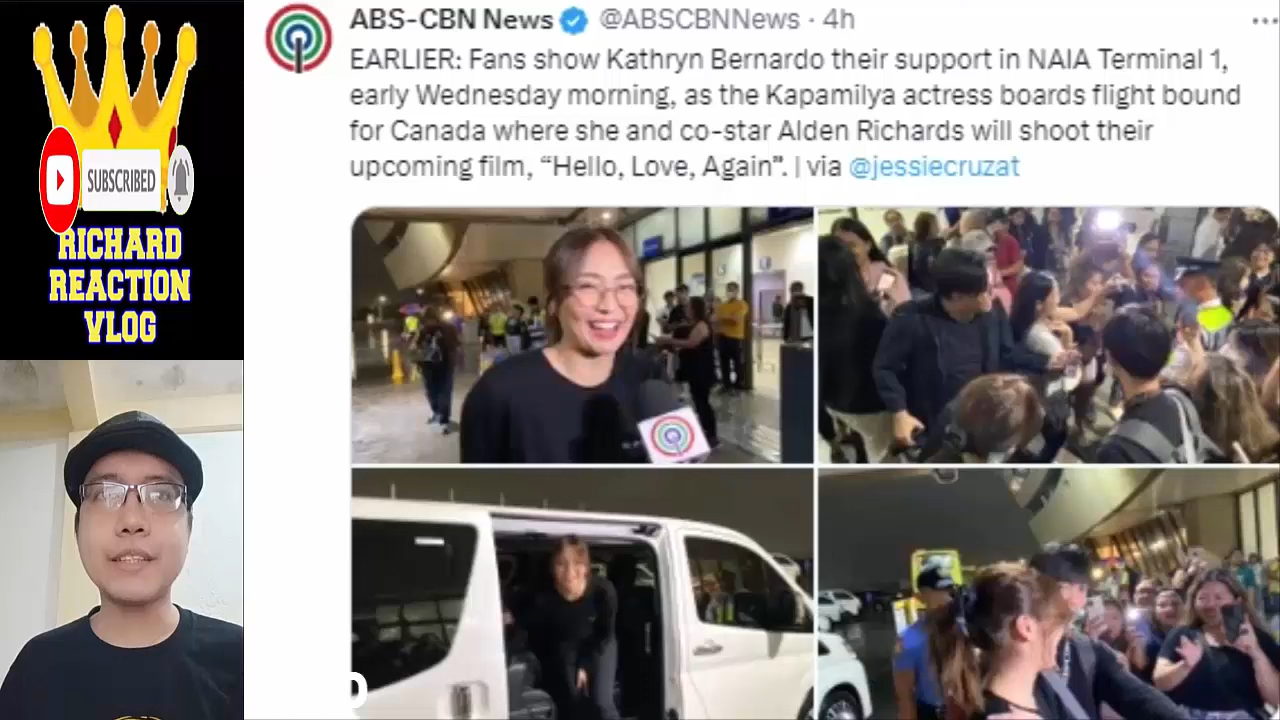 SUBSCRIBED
RICHARD
REACTION
VLOG
ABS-CBN News @ABSCBNNews · 4h
EARLIER: Fans show Kathryn Bernardo their support in NAIA Terminal 1,
early Wednesday morning, as the Kapamilya actress boards flight bound
for Canada where she and co-star Alden Richards will shoot their
upcoming film, “Hello, Love, Again”. | via @jessiecruzat